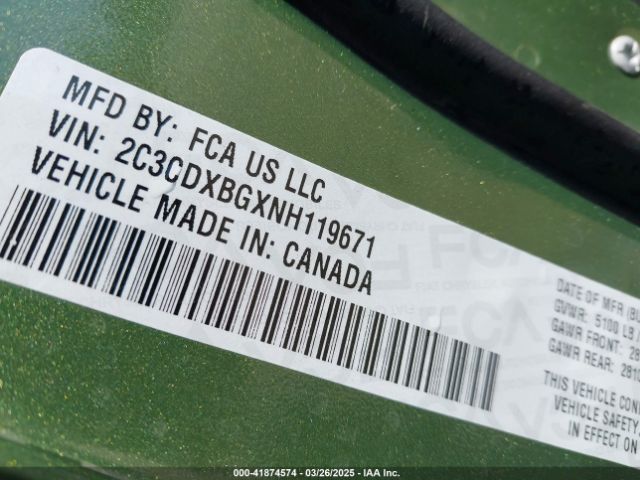 MFD BY: FCA US LLC
VIN: 2C3CDXBGXNH119671
VEHICLE MADE IN: CANADA
DATE OF MFR
GVWR: 5100 LB
GAWR FRONT:
GAWR REAR:
THIS VEHICLE
VEHICLE SAFETY,
IN EFFECT ON
000-41874574 — 03/26/2025 — IAA Inc.